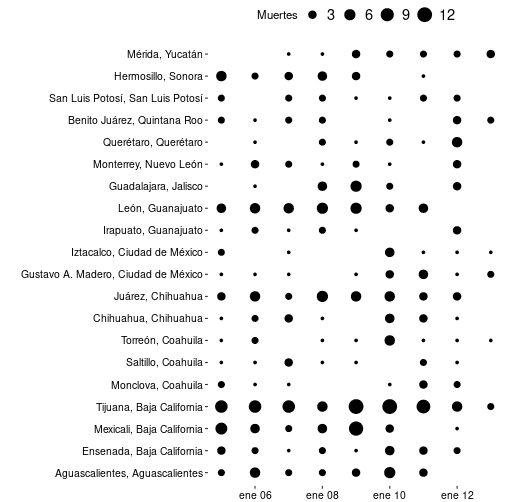 Muertes 3 6 9 12
Mérida, Yucatán
Hermosillo, Sonora
San Luis Potosí, San Luis Potosí
Benito Juárez, Quintana Roo
Querétaro, Querétaro
Monterrey, Nuevo León
Guadalajara, Jalisco
León, Guanajuato
Irapuato, Guanajuato
Iztacalco, Ciudad de México
Gustavo A. Madero, Ciudad de México
Juárez, Chihuahua
Chihuahua, Chihuahua
Torreón, Coahuila
Saltillo, Coahuila
Monclova, Coahuila
Tijuana, Baja California
Mexicali, Baja California
Ensenada, Baja California
Aguascalientes, Aguascalientes
ene 06 ene 08 ene 10 ene 12